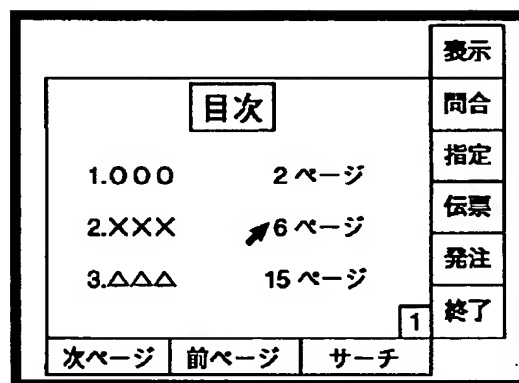 目次
1.○○○ 2ページ
2.××× 6ページ
3.△△△ 15ページ
1
次ページ 前ページ サーチ
表示
問合
指定
伝票
発注
終了